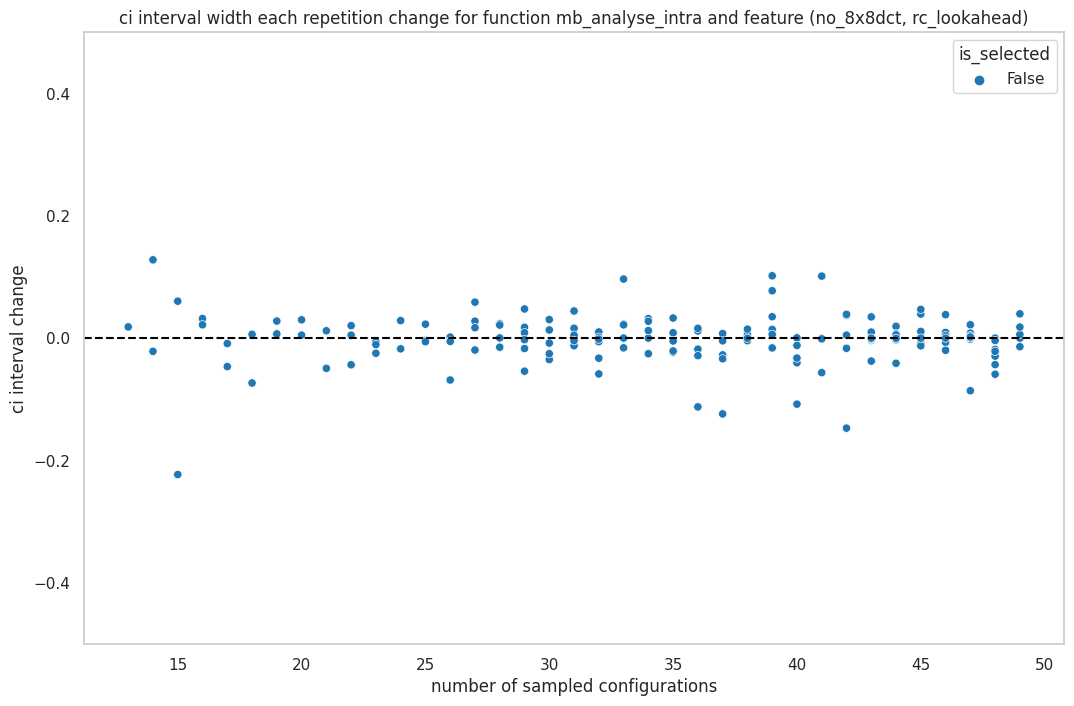 ci interval width each repetition change for function mb_analyse_intra and feature (no_8x8dct, rc_lookahead)
is_selected
False
0.4
0.2
0.0
−0.2
−0.4
ci interval change
15
20
25
30
35
40
45
50
number of sampled configurations